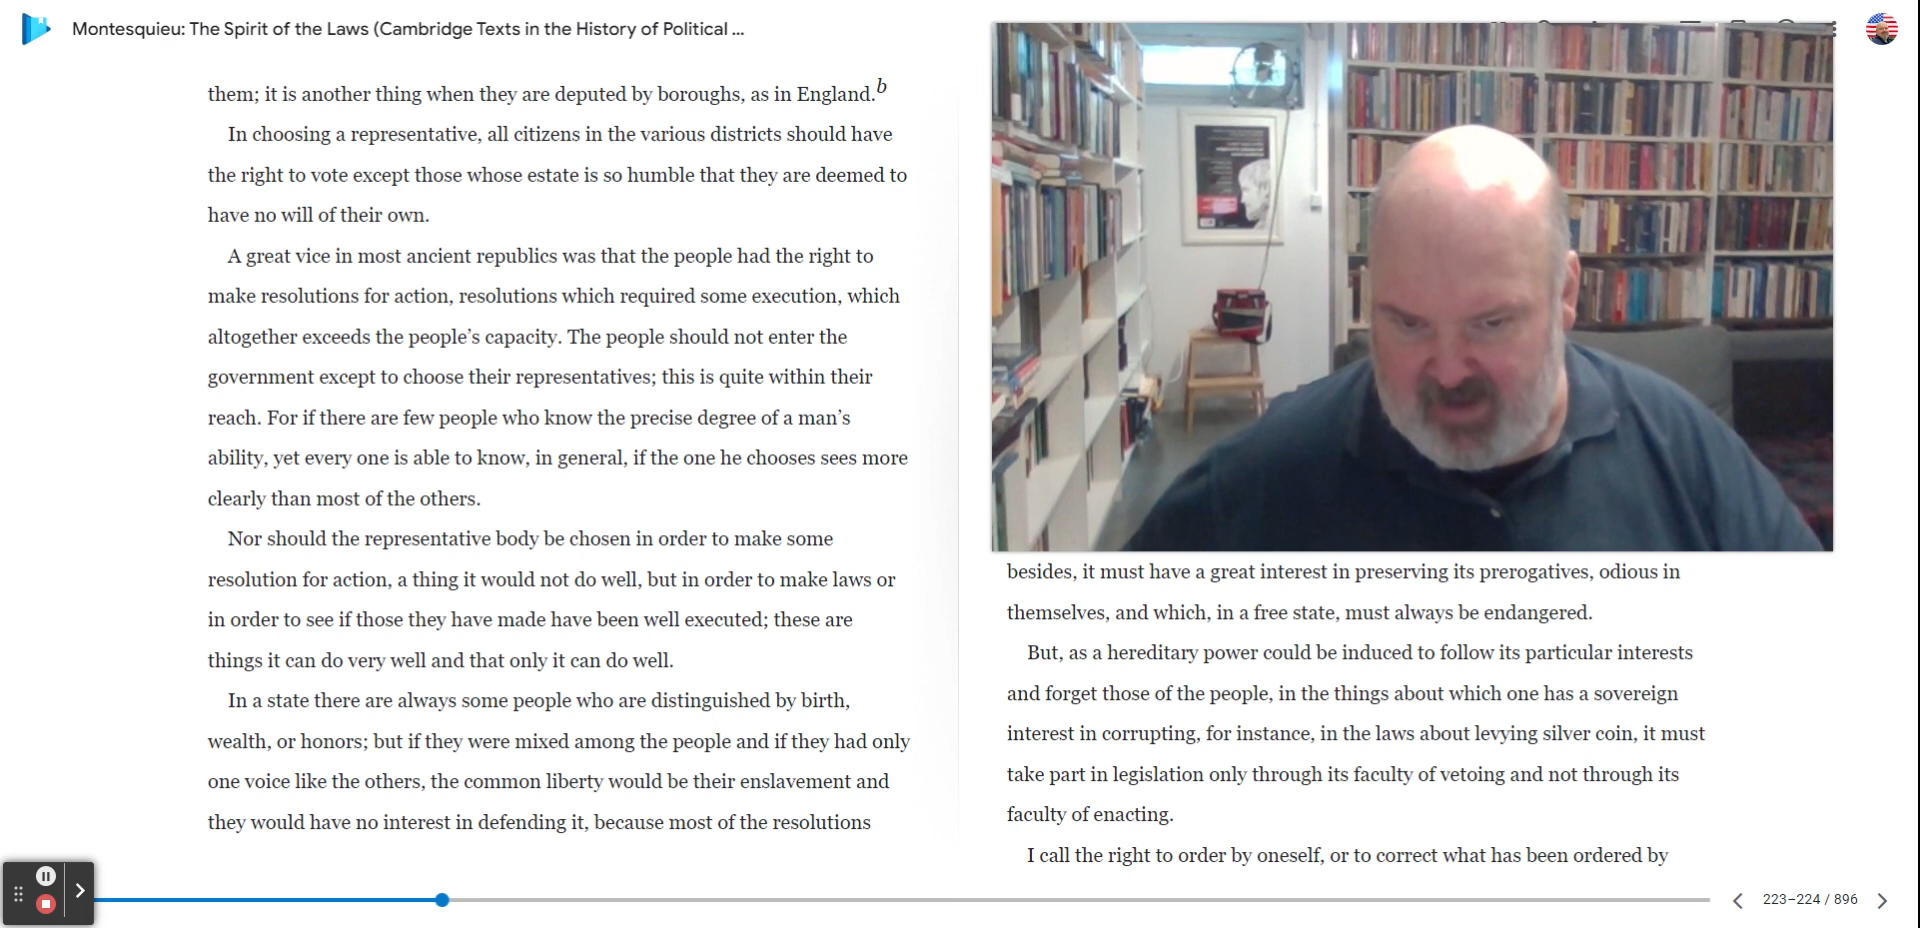 Montesquieu: The Spirit of the Laws (Cambridge Texts in the History of Political ...
them; it is another thing when they are deputed by boroughs, as in England.b
In choosing a representative, all citizens in the various districts should have
the right to vote except those whose estate is so humble that they are deemed to
have no will of their own.
A great vice in most ancient republics was that the people had the right to
make resolutions for action, resolutions which required some execution, which
altogether exceeds the people’s capacity. The people should not enter the
government except to choose their representatives; this is quite within their
reach. For if there are few people who know the precise degree of a man’s
ability, yet every one is able to know, in general, if the one he chooses sees more
clearly than most of the others.
Nor should the representative body be chosen in order to make some
resolution for action, a thing it would not do well, but in order to make laws or
in order to see if those they have made have been well executed; these are
things it can do very well and that only it can do well.
In a state there are always some people who are distinguished by birth,
wealth, or honors; but if they were mixed among the people and if they had only
one voice like the others, the common liberty would be their enslavement and
they would have no interest in defending it, because most of the resolutions
besides, it must have a great interest in preserving its prerogatives, odious in
themselves, and which, in a free state, must always be endangered.
But, as a hereditary power could be induced to follow its particular interests
and forget those of the people, in the things about which one has a sovereign
interest in corrupting, for instance, in the laws about levying silver coin, it must
take part in legislation only through its faculty of vetoing and not through its
faculty of enacting.
I call the right to order by oneself, or to correct what has been ordered by
223–224 / 896